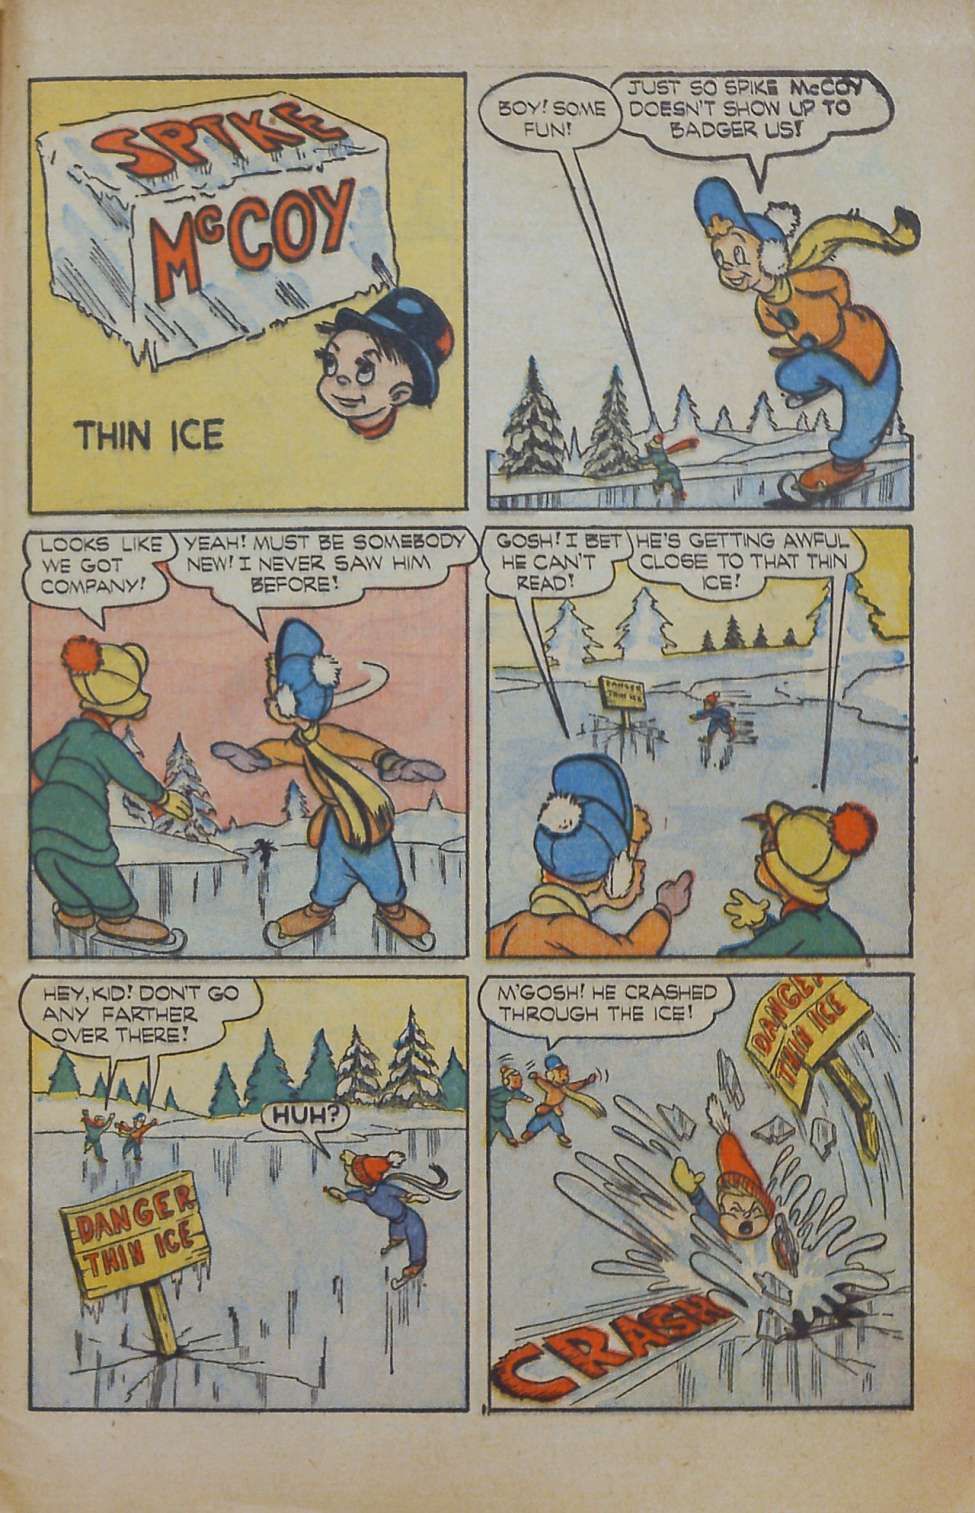 SPIKE
McCOY
THIN ICE
BOY! SOME
FUN!
JUST SO SPIKE McCOY
DOESN'T SHOW UP TO
BADGER US!
LOOKS LIKE
WE GOT
COMPANY!
YEAH! MUST BE SOMEBODY
NEW! I NEVER SAW HIM
BEFORE!
GOSH! I BET
HE CAN'T
READ!
HE'S GETTING AWFUL
CLOSE TO THAT THIN
ICE!
DANGER
THIN ICE
HEY, KID! DON'T GO
ANY FARTHER
OVER THERE!
HUH?
DANGER
THIN ICE
M'GOSH! HE CRASHED
THROUGH THE ICE!
DANGER
THIN ICE
CRASH